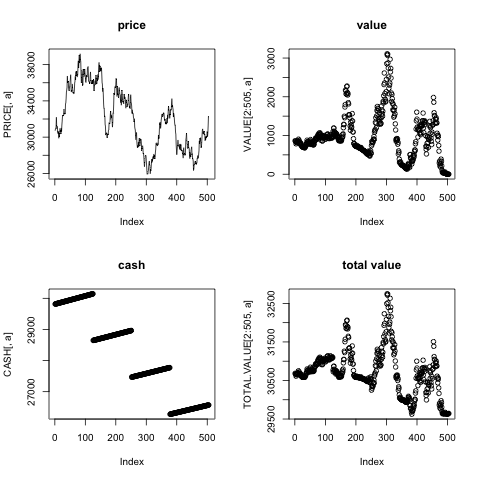 price
PRICE[, a]
26000 30000 34000 38000
0 100 200 300 400 500
Index
value
VALUE[2:505, a]
0 1000 2000 3000
0 100 200 300 400 500
Index
cash
CASH[, a]
27000 29000
0 100 200 300 400 500
Index
total value
TOTAL.VALUE[2:505, a]
29500 30500 31500 32500
0 100 200 300 400 500
Index